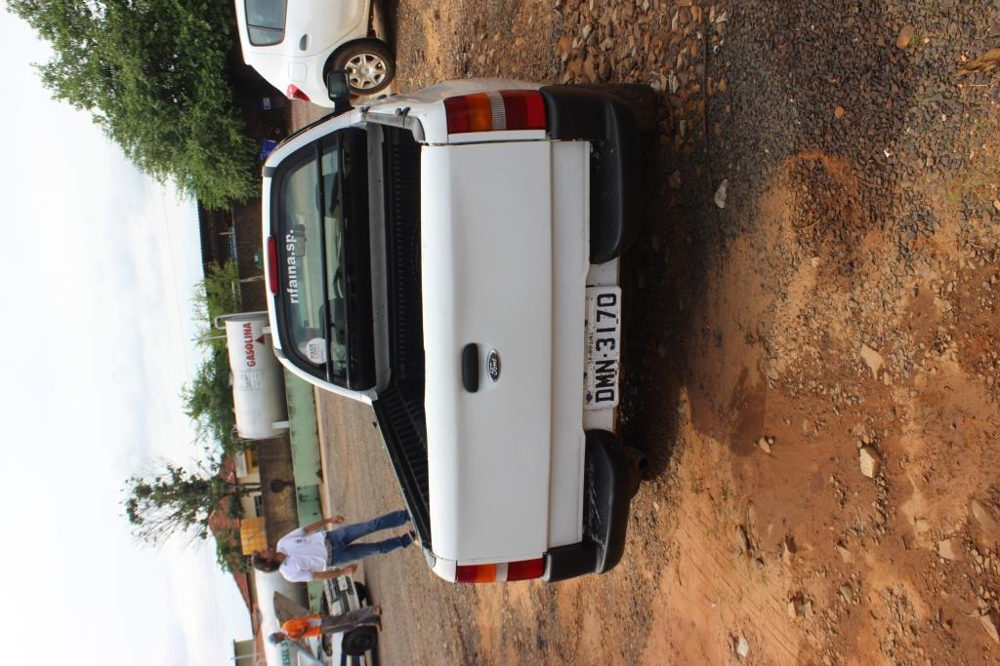 GASOLINA
rifaina.sp.
Ford
DMN·3170